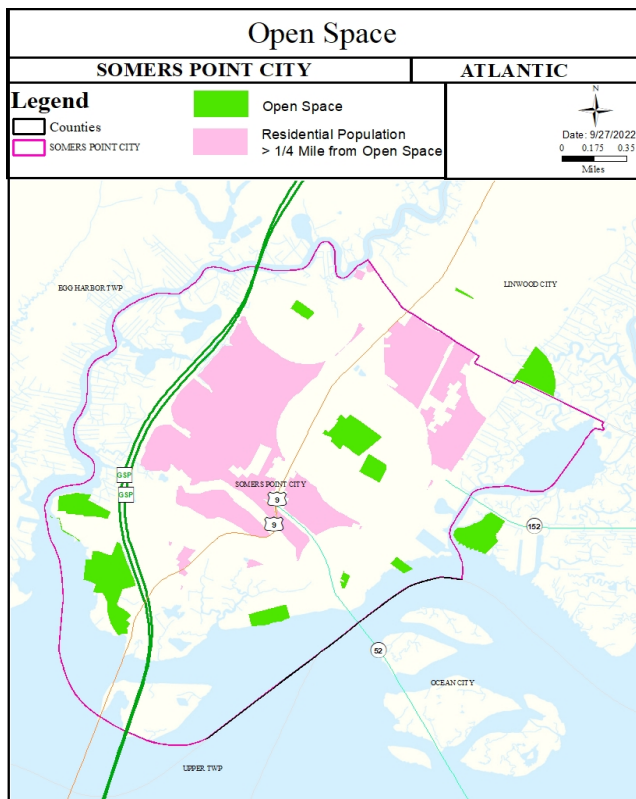 Open Space
SOMERS POINT CITY
ATLANTIC
Legend
Counties
SOMERS POINT CITY
Open Space
Residential Population
> 1/4 Mile from Open Space
N
Date: 9/27/2022
0 0.175 0.35
Miles
EGG HARBOR TWP
LINWOOD CITY
GSP
GSP
SOMERS POINT CITY
9
9
152
52
OCEAN CITY
UPPER TWP